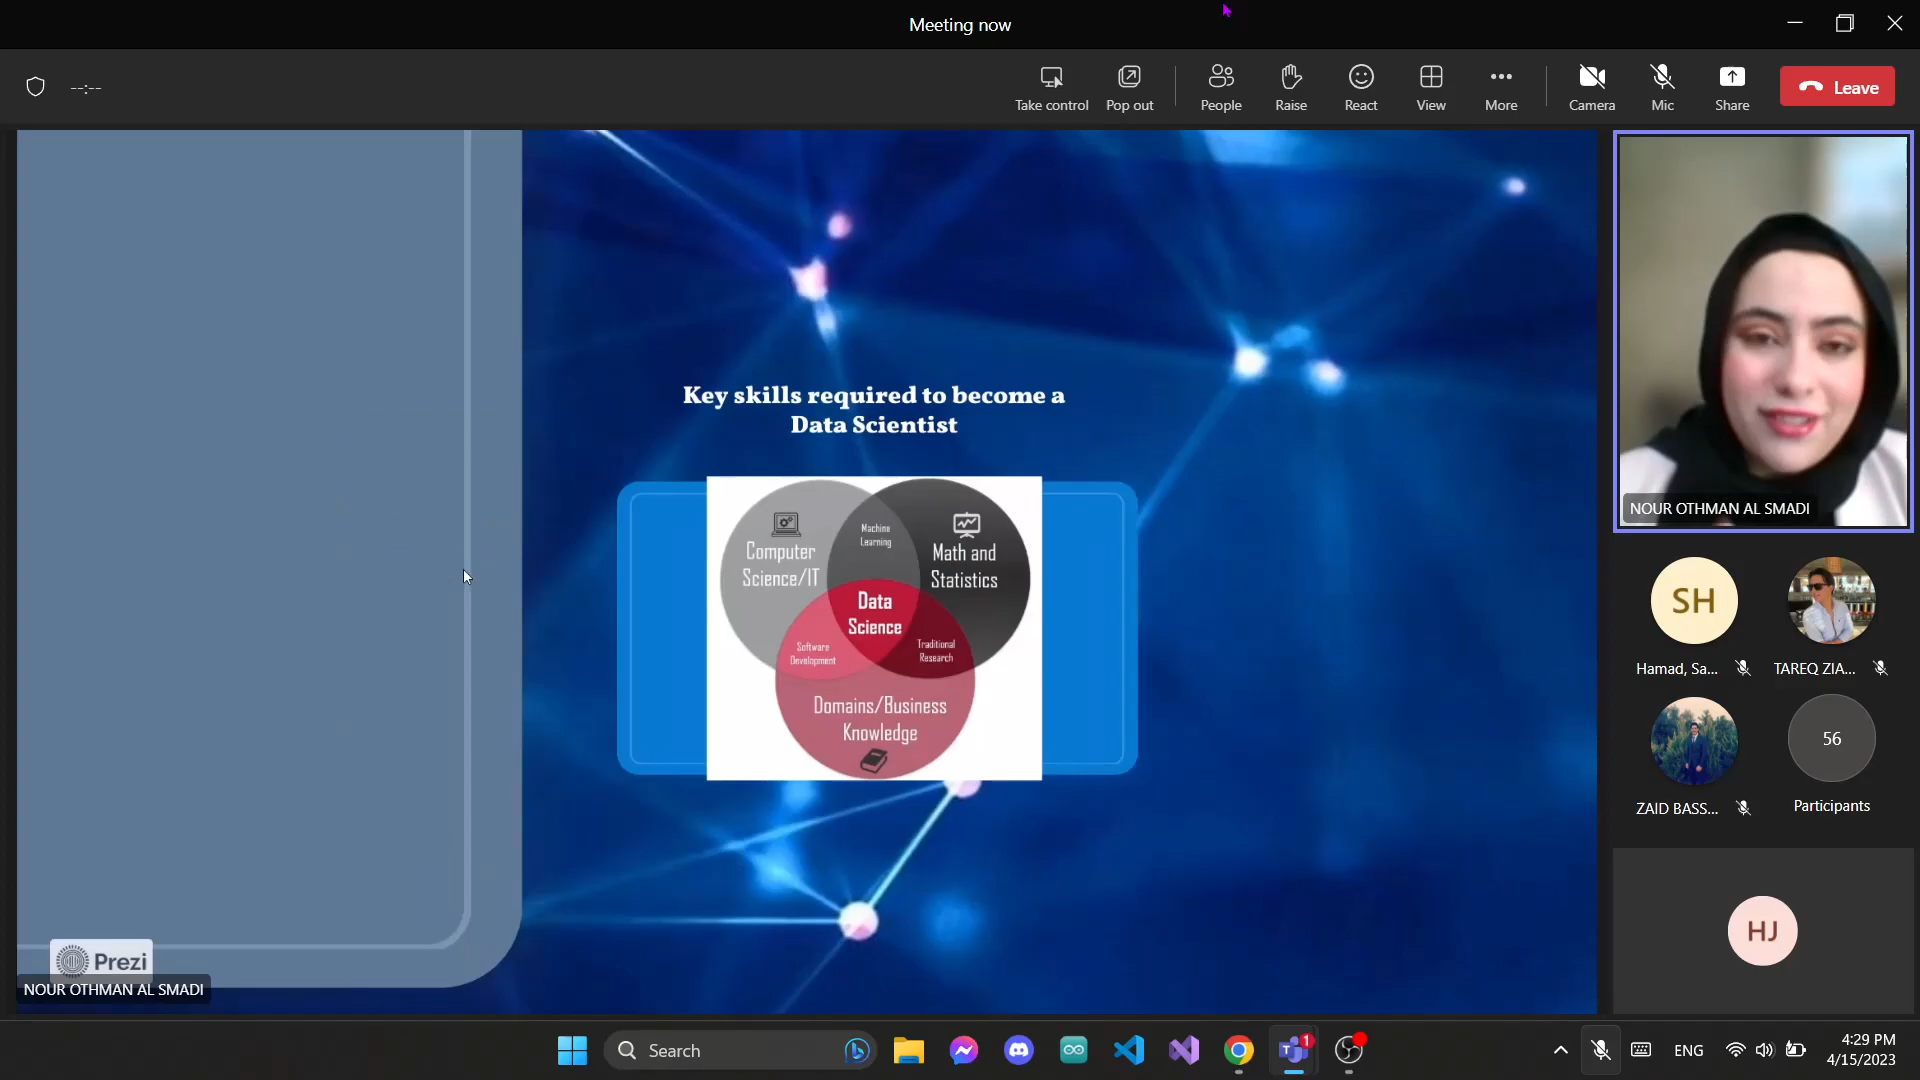 Meeting now
--:--
Take control
Pop out
People
Raise
React
View
More
Camera
Mic
Share
Leave
Key skills required to become a
Data Scientist
Computer
Science/IT
Machine
Learning
Math and
Statistics
Data
Science
Software
Development
Traditional
Research
Domains/Business
Knowledge
Prezi
NOUR OTHMAN AL SMADI
NOUR OTHMAN AL SMADI
SH
Hamad, Sa...
TAREQ ZIA...
ZAID BASS...
56
Participants
HJ
Search
1
ENG
4:29 PM
4/15/2023